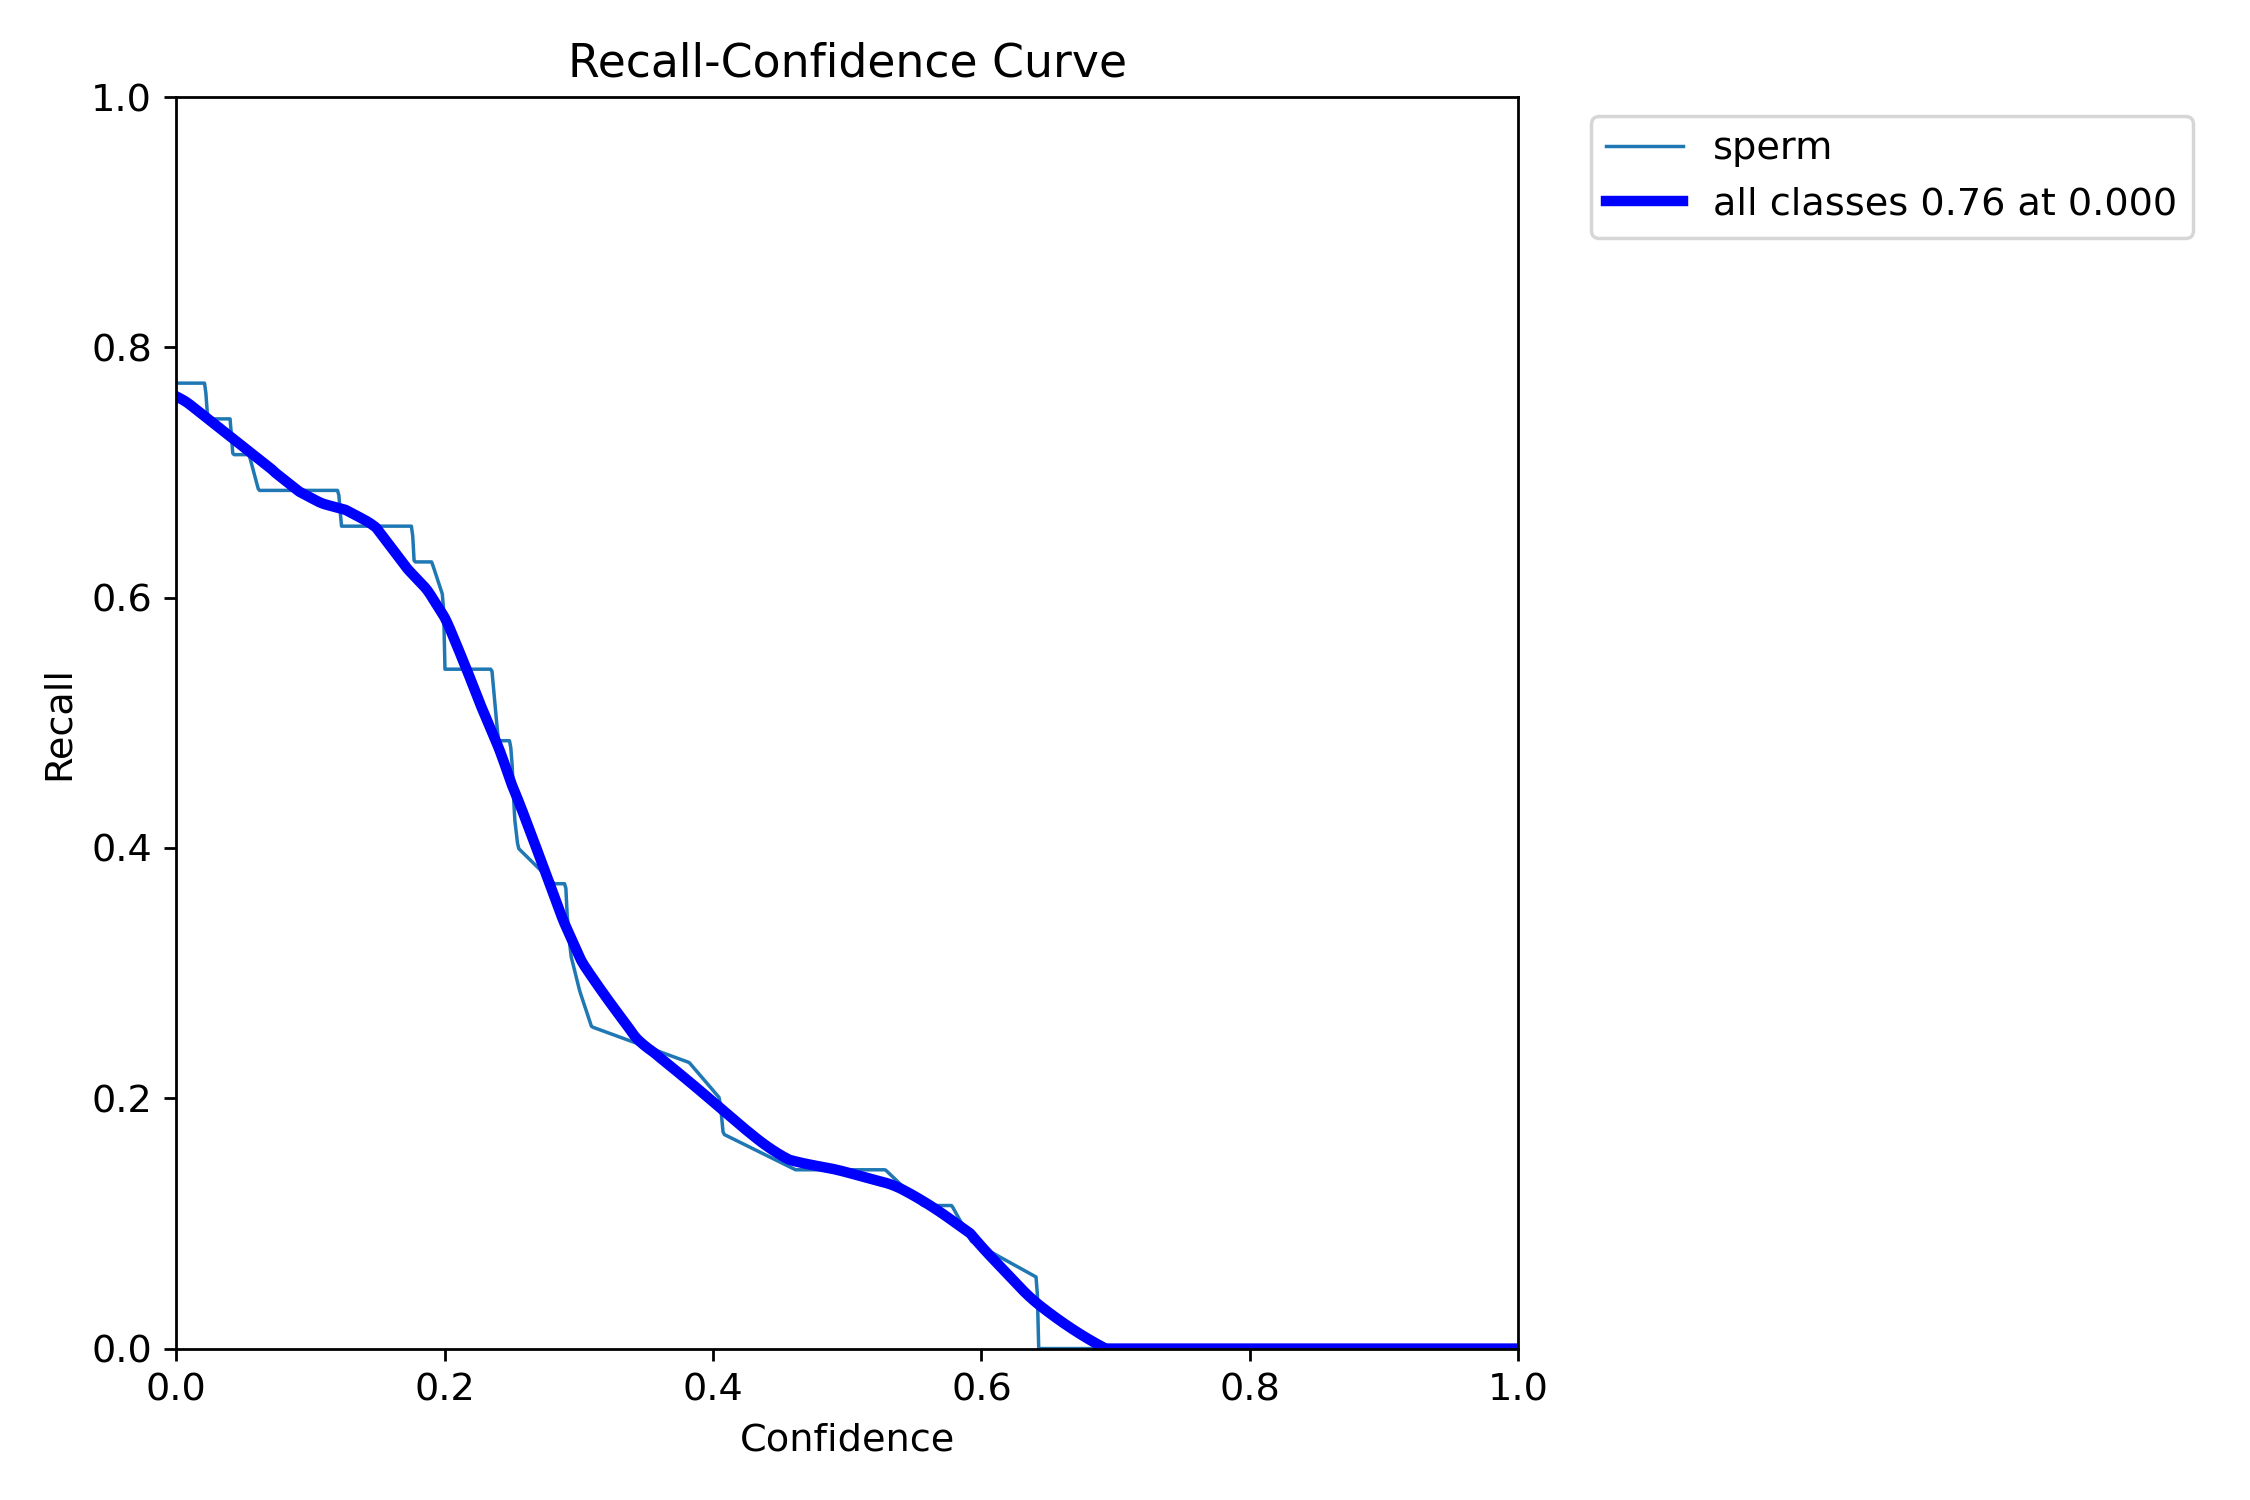 Recall-Confidence Curve
1.0
0.8
0.6
0.4
0.2
0.0
Recall
0.0 0.2 0.4 0.6 0.8 1.0
Confidence
sperm
all classes 0.76 at 0.000